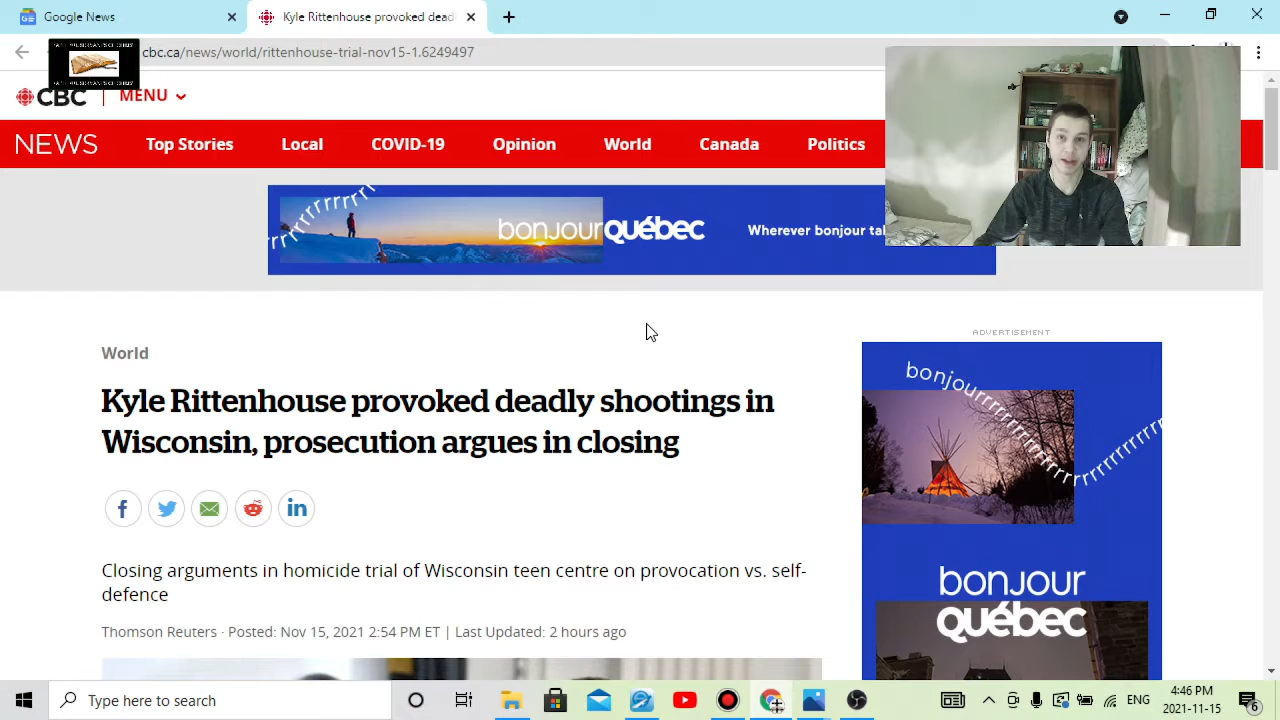 Google News
Kyle Rittenhouse provoked dead
cbc.ca/news/world/rittenhouse-trial-nov15-1.6249497
CBC
MENU
NEWS
Top Stories
Local
COVID-19
Opinion
World
Canada
Politics
rrrrrrrrr
bonjourquébec
Wherever bonjour tal
World
Kyle Rittenhouse provoked deadly shootings in
Wisconsin, prosecution argues in closing
Closing arguments in homicide trial of Wisconsin teen centre on provocation vs. self-
defence
Thomson Reuters · Posted: Nov 15, 2021 2:54 PM ET | Last Updated: 2 hours ago
ADVERTISEMENT
bonjour
québec
Type here to search
ENG
4:46 PM
2021-11-15
6